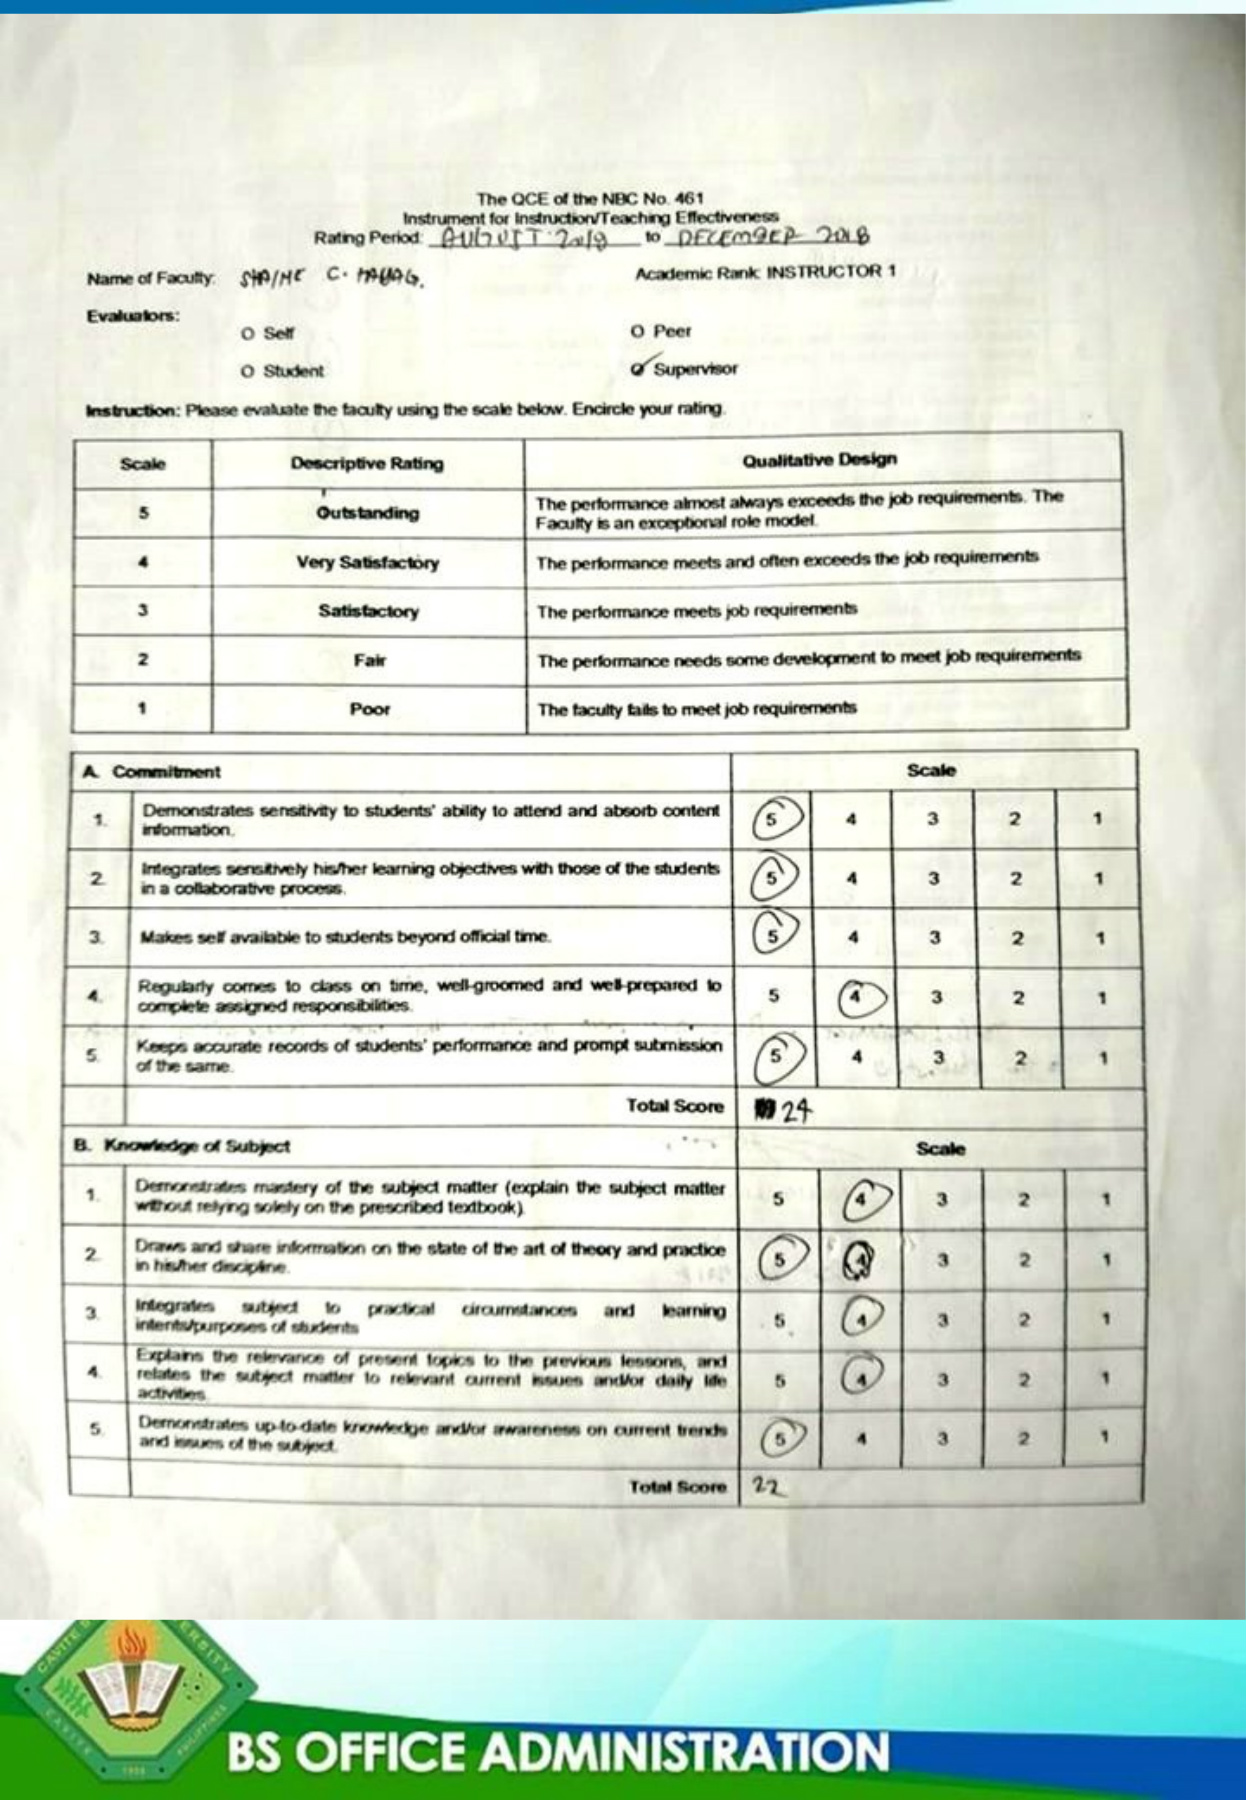 The QCE of the NBC No. 461
Instrument for Instruction/Teaching Effectiveness
Rating Period: AUGUST 2018 to DECEMBER 2018
Name of Faculty: C. Academic Rank: INSTRUCTOR 1
Evaluators:
O Self O Peer
O Student O Supervisor
Instruction: Please evaluate the faculty using the scale below. Encircle your rating.
Scale Descriptive Rating Qualitative Design
5 Outstanding The performance almost always exceeds the job requirements. The
Faculty is an exceptional role model.
4 Very Satisfactory The performance meets and often exceeds the job requirements
3 Satisfactory The performance meets job requirements
2 Fair The performance needs some development to meet job requirements
1 Poor The faculty fails to meet job requirements
A. Commitment Scale
1. Demonstrates sensitivity to students' ability to attend and absorb content
information. 5 4 3 2 1
2. Integrates sensitively his/her learning objectives with those of the students
in a collaborative process. 5 4 3 2 1
3. Makes self available to students beyond official time. 5 4 3 2 1
4. Regularly comes to class on time, well-groomed and well-prepared to
complete assigned responsibilities. 5 4 3 2 1
5. Keeps accurate records of students' performance and prompt submission
of the same. 5 4 3 2 1
Total Score 24
B. Knowledge of Subject Scale
1. Demonstrates mastery of the subject matter (explain the subject matter
without relying solely on the prescribed textbook) 5 4 3 2 1
2. Draws and share information on the state of the art of theory and practice
in his/her discipline. 5 4 3 2 1
3. Integrates subject to practical circumstances and learning
intents/purposes of students 5 4 3 2 1
4. Explains the relevance of present topics to the previous lessons, and
relates the subject matter to relevant current issues and/or daily life
activities. 5 4 3 2 1
5. Demonstrates up-to-date knowledge and/or awareness on current trends
and issues of the subject. 5 4 3 2 1
Total Score 22
CAVITE
CAVITE PHILIPPINES
1906
BS OFFICE ADMINISTRATION